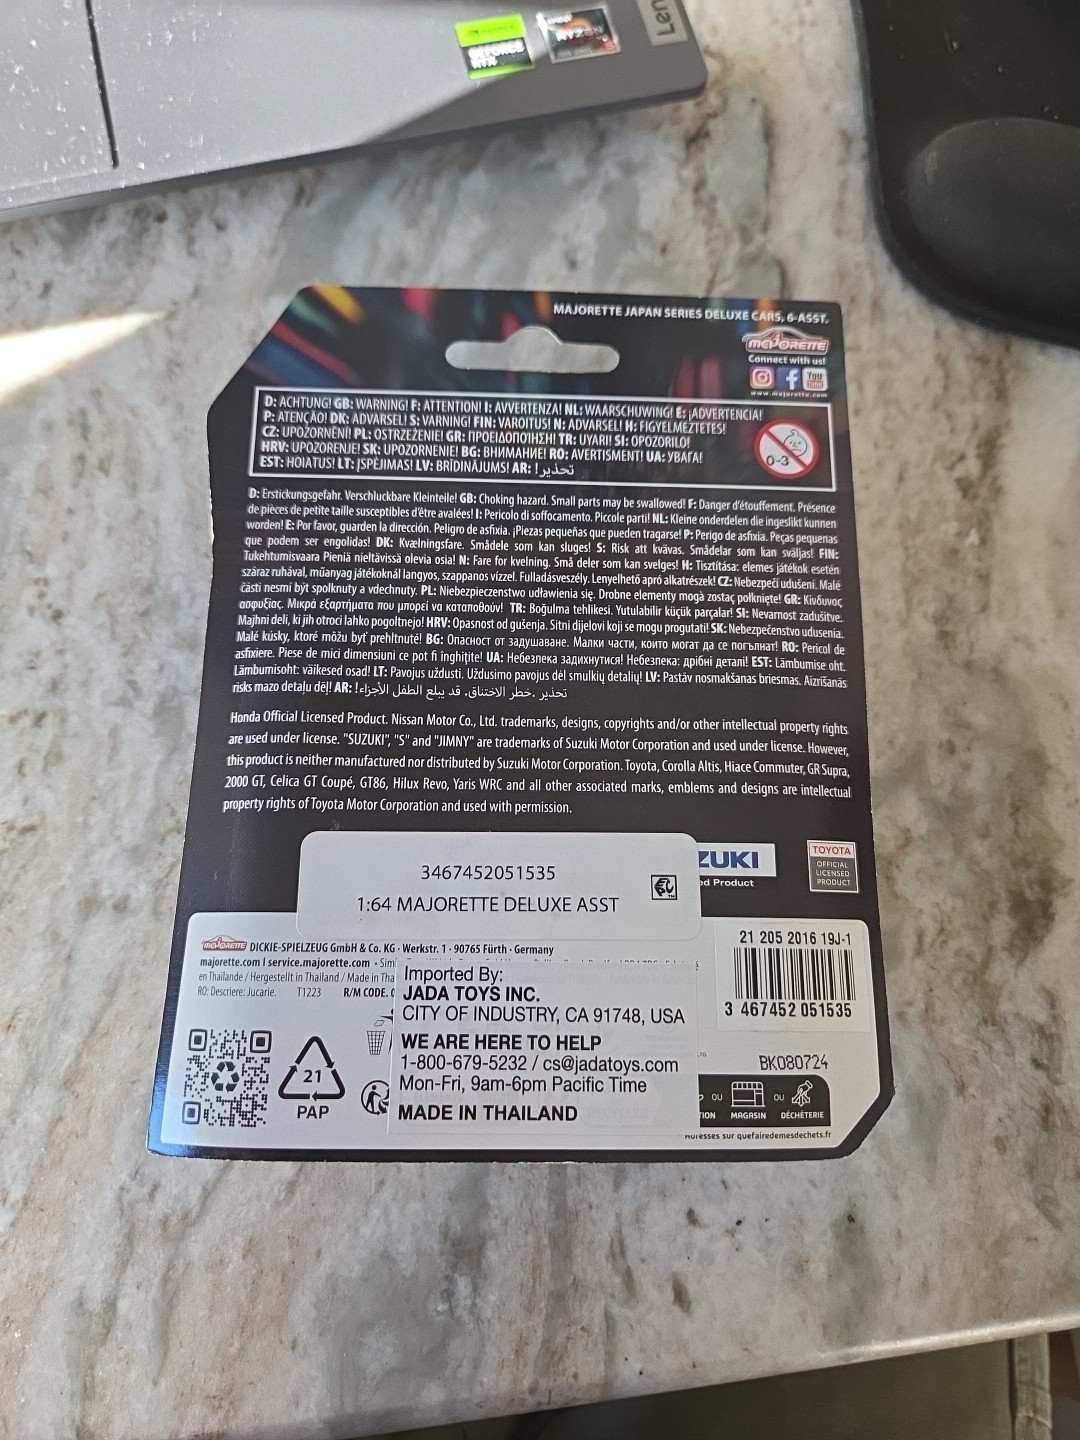 GEFORCE
RTX
AMD
RYZEN
Len
MAJORETTE JAPAN SERIES DELUXE CARS, 6-ASST.
majORETTE
Connect with us!
You
Tube
www.majorette.com
D: ACHTUNG! GB: WARNING! F: ATTENTION! I: AVVERTENZA! NL: WAARSCHUWING! E: ¡ADVERTENCIA!
P: ATENÇÃO! DK: ADVARSEL! S: VARNING! FIN: VAROITUS! N: ADVARSEL! H: FIGYELMEZTETÉS!
CZ: UPOZORNĚNÍ! PL: OSTRZEŻENIE! GR: ΠΡΟΕΙΔΟΠΟΙΗΣΗ! TR: UYARI! SI: OPOZORILO!
HRV: UPOZORENJE! SK: UPOZORNENIE! BG: ВНИМАНИЕ! RO: AVERTISMENT! UA: УВАГА!
EST: HOIATUS! LT: ĮSPĖJIMAS! LV: BRĪDINĀJUMS! AR: تحذير!
0-3
D: Erstickungsgefahr. Verschluckbare Kleinteile! GB: Choking hazard. Small parts may be swallowed! F: Danger d'étouffement. Présence
de pièces de petite taille susceptibles d'être avalées! I: Pericolo di soffocamento. Piccole parti! NL: Kleine onderdelen die ingeslikt kunnen
worden! E: Por favor, guarden la dirección. Peligro de asfixia. ¡Piezas pequeñas que pueden tragarse! P: Perigo de asfixia. Peças pequenas
que podem ser engolidas! DK: Kvælningsfare. Smådele som kan sluges! S: Risk att kvävas. Smådelar som kan sväljas! FIN:
Tukehtumisvaara Pieniä nieltävissä olevia osia! N: Fare for kvelning. Små deler som kan svelges! H: Tisztítása: elemes játékok esetén
száraz ruhával, műanyag játékoknál langyos, szappanos vízzel. Fulladásveszély. Lenyelhető apró alkatrészek! CZ: Nebezpečí udušení. Malé
části nesmí být spolknuty a vdechnuty. PL: Niebezpieczenstwo udławienia się. Drobne elementy mogą zostaç połknięte! GR: Κίνδυνος
ασφυξίας. Μικρά εξαρτήματα που μπορεί να καταποθούν! TR: Boğulma tehlikesi. Yutulabilir küçük parçalar! SI: Nevarnost zadušitve.
Majhni deli, ki jih otroci lahko pogoltnejo! HRV: Opasnost od gušenja. Sitni dijelovi koji se mogu progutati! SK: Nebezpečenstvo udusenia.
Malé kúsky, ktoré môžu byť prehltnuté! BG: Опасност от задушаване. Малки части, които могат да се погълнат! RO: Pericol de
asfixiere. Piese de mici dimensiuni ce pot fi înghițite! UA: Небезпека задихнутися! Небезпека: дрібні деталі! EST: Lämbumise oht.
Lämbumisoht: väikesed osad! LT: Pavojus uždusti. Uždusimo pavojus dėl smulkių detalių! LV: Pastāv nosmakšanas briesmas. Aizrīšanās
risks mazo detaļu dēļ! AR: تحذير .خطر الاختناق. قد يبلع الطفل الأجزاء!
Honda Official Licensed Product. Nissan Motor Co., Ltd. trademarks, designs, copyrights and/or other intellectual property rights
are used under license. "SUZUKI", "S" and "JIMNY" are trademarks of Suzuki Motor Corporation and used under license. However,
this product is neither manufactured nor distributed by Suzuki Motor Corporation. Toyota, Corolla Altis, Hiace Commuter, GR Supra,
2000 GT, Celica GT Coupé, GT86, Hilux Revo, Yaris WRC and all other associated marks, emblems and designs are intellectual
property rights of Toyota Motor Corporation and used with permission.
3467452051535
1:64 MAJORETTE DELUXE ASST
ZUKI
ed Product
TOYOTA
OFFICIAL
LICENSED
PRODUCT
majORETTE DICKIE-SPIELZEUG GmbH & Co. KG · Werkstr. 1 · 90765 Fürth · Germany
majorette.com I service.majorette.com · Sim
en Thaïlande / Hergestellt in Thailand / Made in Tha
RO: Descriere: Jucarie. T1223 R/M CODE.
Imported By:
JADA TOYS INC.
CITY OF INDUSTRY, CA 91748, USA
WE ARE HERE TO HELP
1-800-679-5232 / cs@jadatoys.com
Mon-Fri, 9am-6pm Pacific Time
MADE IN THAILAND
21 205 2016 19J-1
3 467452 051535
BK080724
21
PAP
TION
OU
MAGASIN
OU
DÉCHÈTERIE
resses sur quefairedemesdechets.fr